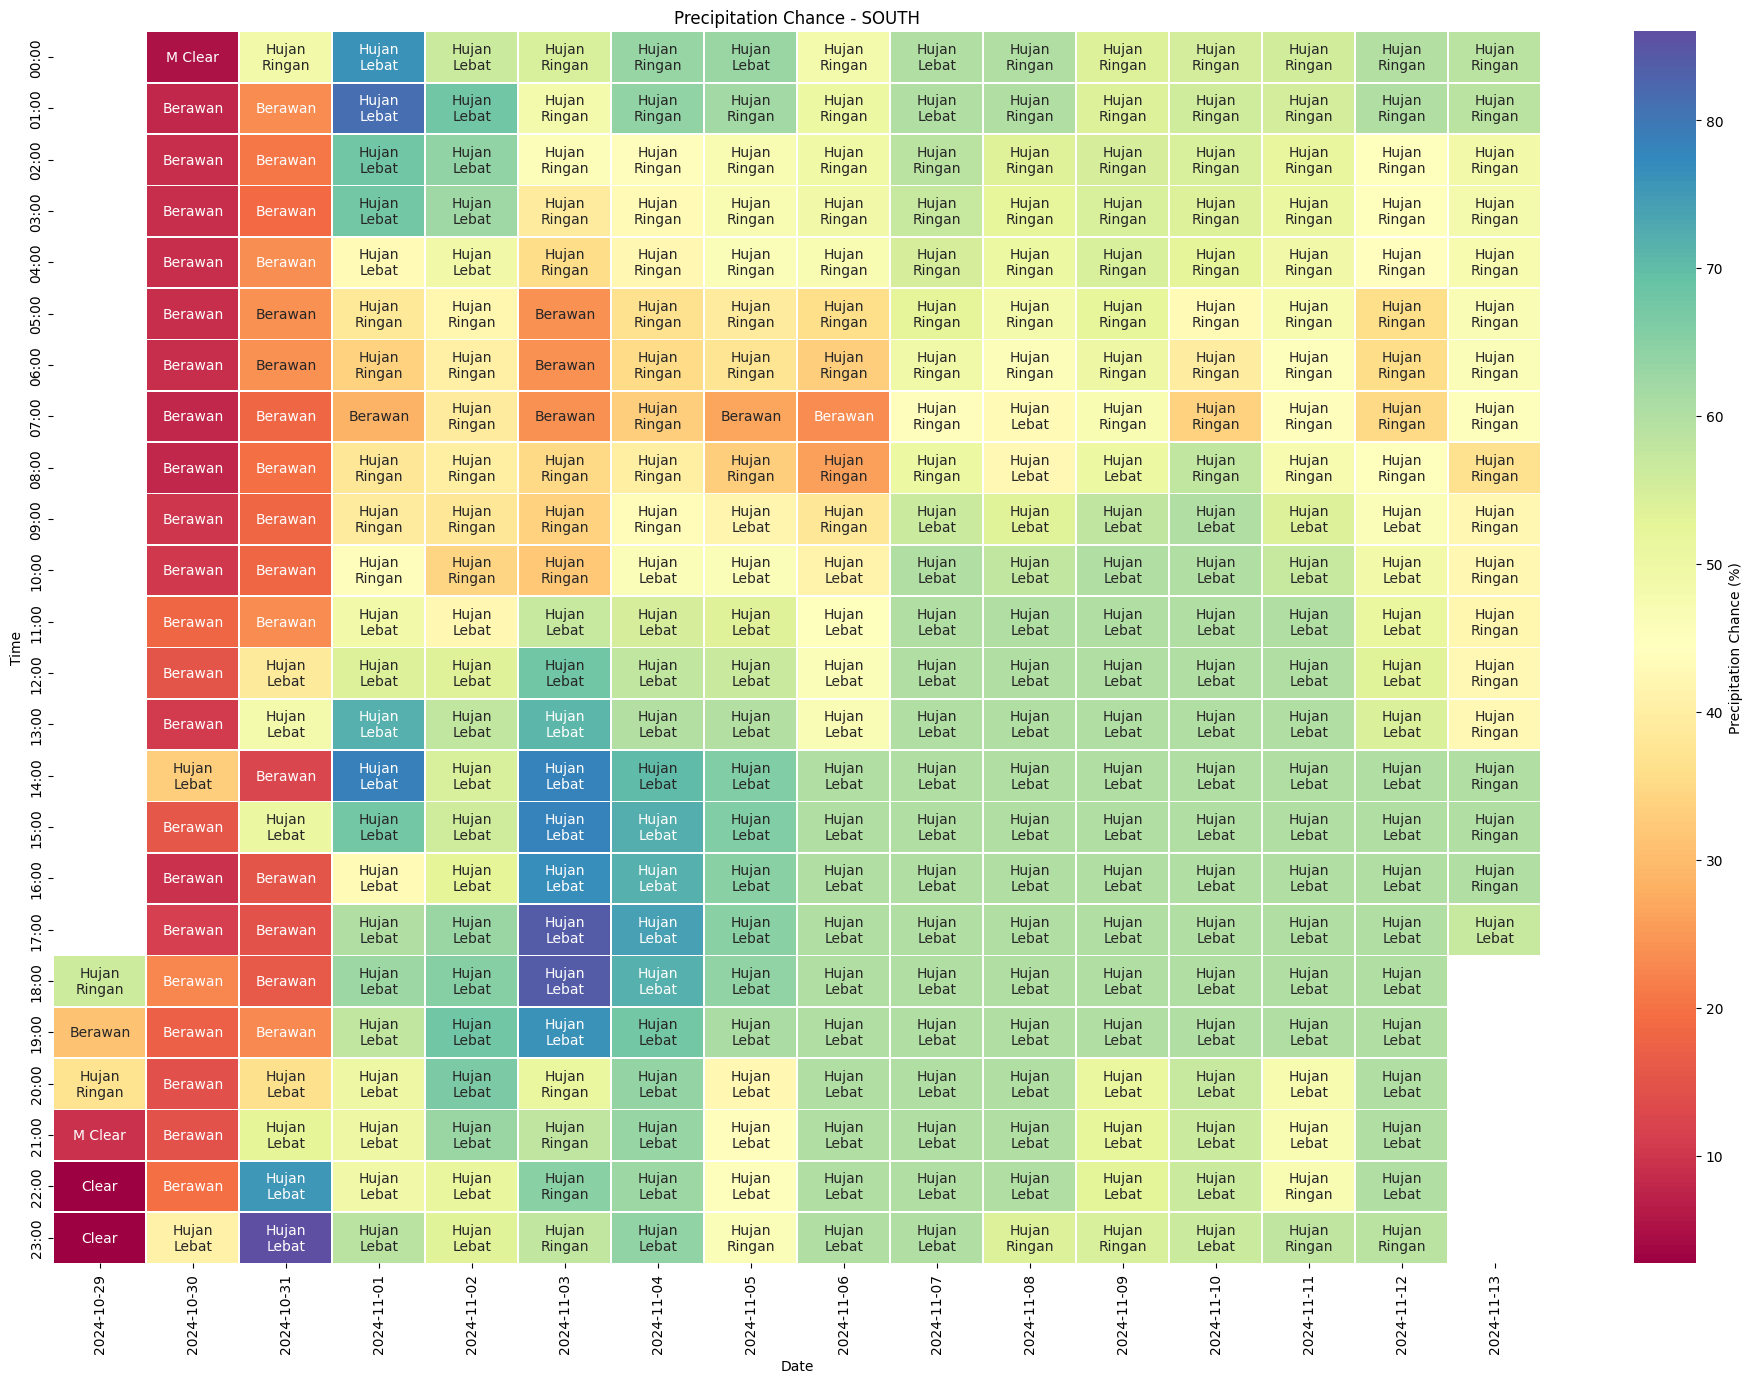 Precipitation Chance - SOUTH
00:00 M Clear Hujan Ringan Hujan Lebat Hujan Lebat Hujan Ringan Hujan Ringan Hujan Lebat Hujan Ringan Hujan Lebat Hujan Ringan Hujan Ringan Hujan Ringan Hujan Ringan Hujan Ringan Hujan Ringan
01:00 Berawan Berawan Hujan Lebat Hujan Lebat Hujan Ringan Hujan Ringan Hujan Ringan Hujan Ringan Hujan Lebat Hujan Ringan Hujan Ringan Hujan Ringan Hujan Ringan Hujan Ringan Hujan Ringan
02:00 Berawan Berawan Hujan Lebat Hujan Lebat Hujan Ringan Hujan Ringan Hujan Ringan Hujan Ringan Hujan Ringan Hujan Ringan Hujan Ringan Hujan Ringan Hujan Ringan Hujan Ringan Hujan Ringan
03:00 Berawan Berawan Hujan Lebat Hujan Lebat Hujan Ringan Hujan Ringan Hujan Ringan Hujan Ringan Hujan Ringan Hujan Ringan Hujan Ringan Hujan Ringan Hujan Ringan Hujan Ringan Hujan Ringan
04:00 Berawan Berawan Hujan Lebat Hujan Lebat Hujan Ringan Hujan Ringan Hujan Ringan Hujan Ringan Hujan Ringan Hujan Ringan Hujan Ringan Hujan Ringan Hujan Ringan Hujan Ringan Hujan Ringan
05:00 Berawan Berawan Hujan Ringan Hujan Ringan Berawan Hujan Ringan Hujan Ringan Hujan Ringan Hujan Ringan Hujan Ringan Hujan Ringan Hujan Ringan Hujan Ringan Hujan Ringan Hujan Ringan
06:00 Berawan Berawan Hujan Ringan Hujan Ringan Berawan Hujan Ringan Hujan Ringan Hujan Ringan Hujan Ringan Hujan Ringan Hujan Ringan Hujan Ringan Hujan Ringan Hujan Ringan Hujan Ringan
07:00 Berawan Berawan Berawan Hujan Ringan Berawan Hujan Ringan Berawan Berawan Hujan Ringan Hujan Lebat Hujan Ringan Hujan Ringan Hujan Ringan Hujan Ringan Hujan Ringan
08:00 Berawan Berawan Hujan Ringan Hujan Ringan Hujan Ringan Hujan Ringan Hujan Ringan Hujan Ringan Hujan Ringan Hujan Lebat Hujan Lebat Hujan Ringan Hujan Ringan Hujan Ringan Hujan Ringan
09:00 Berawan Berawan Hujan Ringan Hujan Ringan Hujan Ringan Hujan Ringan Hujan Lebat Hujan Ringan Hujan Lebat Hujan Lebat Hujan Lebat Hujan Lebat Hujan Lebat Hujan Lebat Hujan Ringan
10:00 Berawan Berawan Hujan Ringan Hujan Ringan Hujan Ringan Hujan Lebat Hujan Lebat Hujan Lebat Hujan Lebat Hujan Lebat Hujan Lebat Hujan Lebat Hujan Lebat Hujan Lebat Hujan Ringan
11:00 Berawan Berawan Hujan Lebat Hujan Lebat Hujan Lebat Hujan Lebat Hujan Lebat Hujan Lebat Hujan Lebat Hujan Lebat Hujan Lebat Hujan Lebat Hujan Lebat Hujan Lebat Hujan Ringan
12:00 Berawan Hujan Lebat Hujan Lebat Hujan Lebat Hujan Lebat Hujan Lebat Hujan Lebat Hujan Lebat Hujan Lebat Hujan Lebat Hujan Lebat Hujan Lebat Hujan Lebat Hujan Lebat Hujan Ringan
13:00 Berawan Hujan Lebat Hujan Lebat Hujan Lebat Hujan Lebat Hujan Lebat Hujan Lebat Hujan Lebat Hujan Lebat Hujan Lebat Hujan Lebat Hujan Lebat Hujan Lebat Hujan Lebat Hujan Ringan
14:00 Hujan Lebat Berawan Hujan Lebat Hujan Lebat Hujan Lebat Hujan Lebat Hujan Lebat Hujan Lebat Hujan Lebat Hujan Lebat Hujan Lebat Hujan Lebat Hujan Lebat Hujan Lebat Hujan Ringan
15:00 Berawan Hujan Lebat Hujan Lebat Hujan Lebat Hujan Lebat Hujan Lebat Hujan Lebat Hujan Lebat Hujan Lebat Hujan Lebat Hujan Lebat Hujan Lebat Hujan Lebat Hujan Lebat Hujan Ringan
16:00 Berawan Berawan Hujan Lebat Hujan Lebat Hujan Lebat Hujan Lebat Hujan Lebat Hujan Lebat Hujan Lebat Hujan Lebat Hujan Lebat Hujan Lebat Hujan Lebat Hujan Lebat Hujan Ringan
17:00 Berawan Berawan Hujan Lebat Hujan Lebat Hujan Lebat Hujan Lebat Hujan Lebat Hujan Lebat Hujan Lebat Hujan Lebat Hujan Lebat Hujan Lebat Hujan Lebat Hujan Lebat Hujan Lebat
18:00 Hujan Ringan Berawan Berawan Hujan Lebat Hujan Lebat Hujan Lebat Hujan Lebat Hujan Lebat Hujan Lebat Hujan Lebat Hujan Lebat Hujan Lebat Hujan Lebat Hujan Lebat Hujan Lebat
19:00 Berawan Berawan Berawan Hujan Lebat Hujan Lebat Hujan Lebat Hujan Lebat Hujan Lebat Hujan Lebat Hujan Lebat Hujan Lebat Hujan Lebat Hujan Lebat Hujan Lebat Hujan Lebat
20:00 Hujan Ringan Berawan Hujan Lebat Hujan Lebat Hujan Lebat Hujan Ringan Hujan Lebat Hujan Lebat Hujan Lebat Hujan Lebat Hujan Lebat Hujan Lebat Hujan Lebat Hujan Lebat Hujan Lebat
21:00 M Clear Berawan Hujan Lebat Hujan Lebat Hujan Lebat Hujan Ringan Hujan Lebat Hujan Lebat Hujan Lebat Hujan Lebat Hujan Lebat Hujan Lebat Hujan Lebat Hujan Lebat Hujan Lebat
22:00 Clear Berawan Hujan Lebat Hujan Lebat Hujan Lebat Hujan Ringan Hujan Lebat Hujan Lebat Hujan Lebat Hujan Lebat Hujan Lebat Hujan Lebat Hujan Lebat Hujan Ringan Hujan Lebat
23:00 Clear Hujan Lebat Hujan Lebat Hujan Lebat Hujan Lebat Hujan Ringan Hujan Lebat Hujan Ringan Hujan Lebat Hujan Lebat Hujan Ringan Hujan Ringan Hujan Lebat Hujan Ringan Hujan Ringan
Time
2024-10-29 2024-10-30 2024-10-31 2024-11-01 2024-11-02 2024-11-03 2024-11-04 2024-11-05 2024-11-06 2024-11-07 2024-11-08 2024-11-09 2024-11-10 2024-11-11 2024-11-12 2024-11-13
Date
80
70
60
50
40
30
20
10
Precipitation Chance (%)